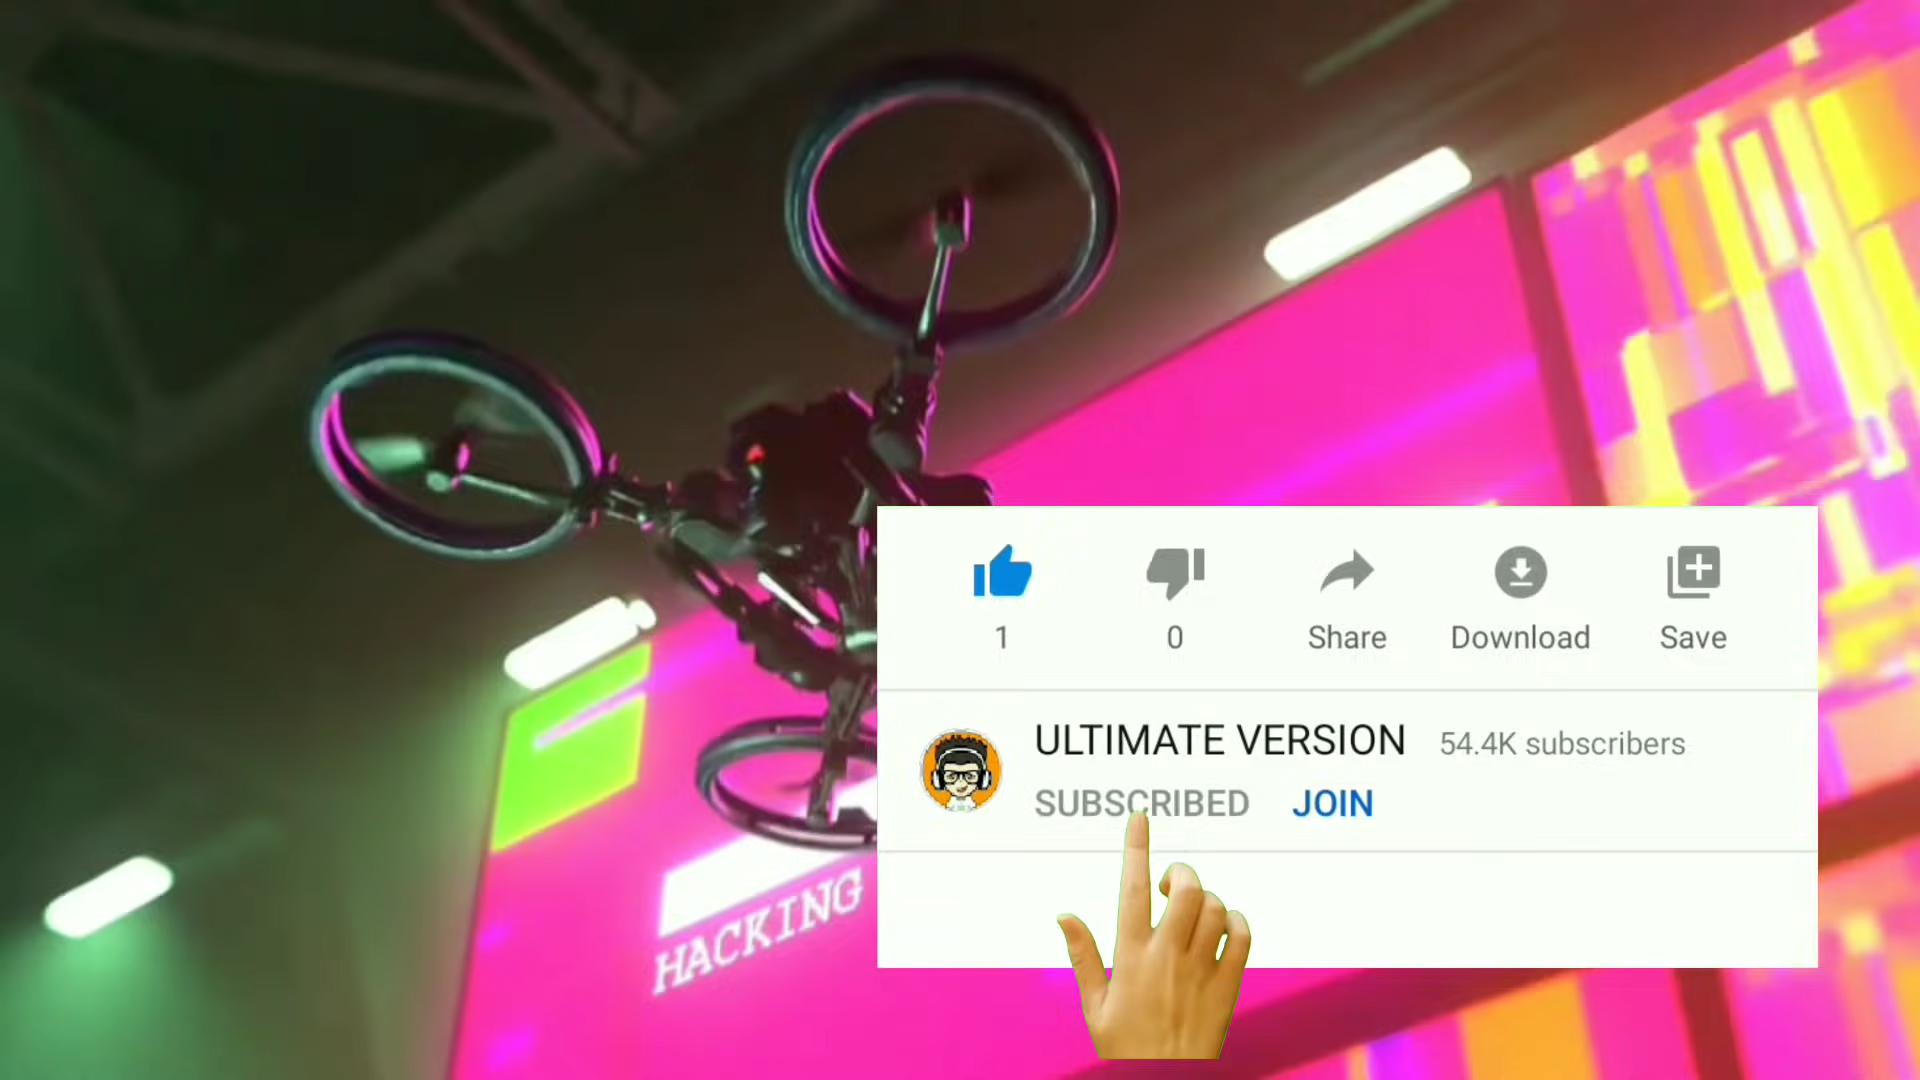 1
0
Share
Download
Save
ULTIMATE VERSION 54.4K subscribers
SUBSCRIBED JOIN
HACKING